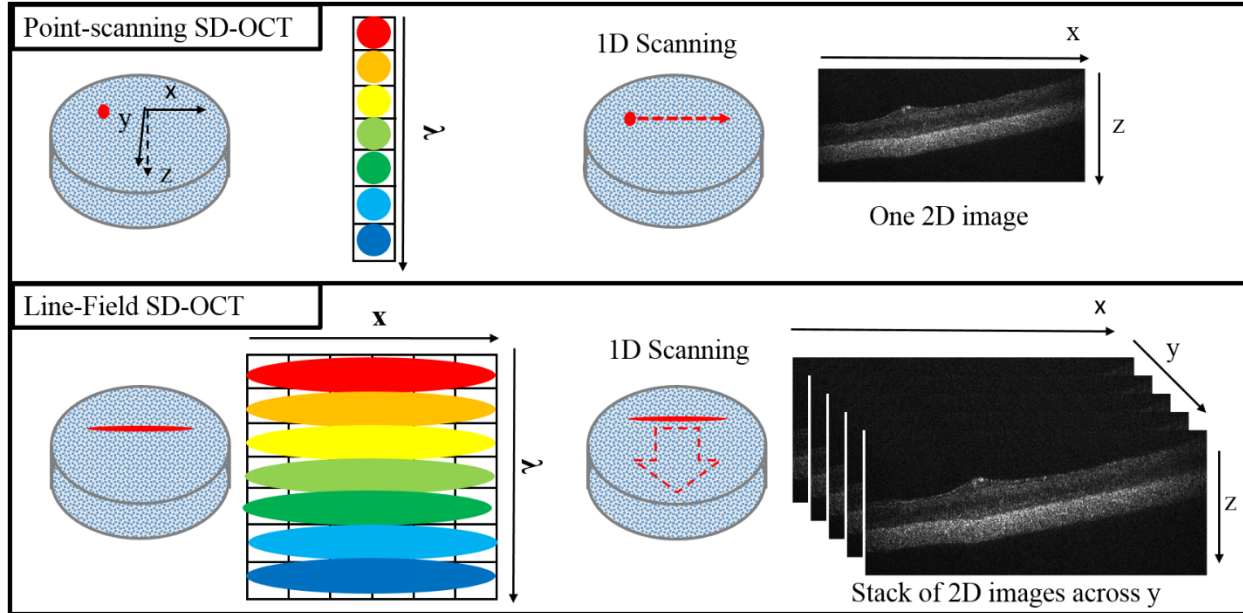 Point-scanning SD-OCT
x
y
z
λ
1D Scanning
x
z
One 2D image
Line-Field SD-OCT
x
λ
1D Scanning
x
y
z
Stack of 2D images across y